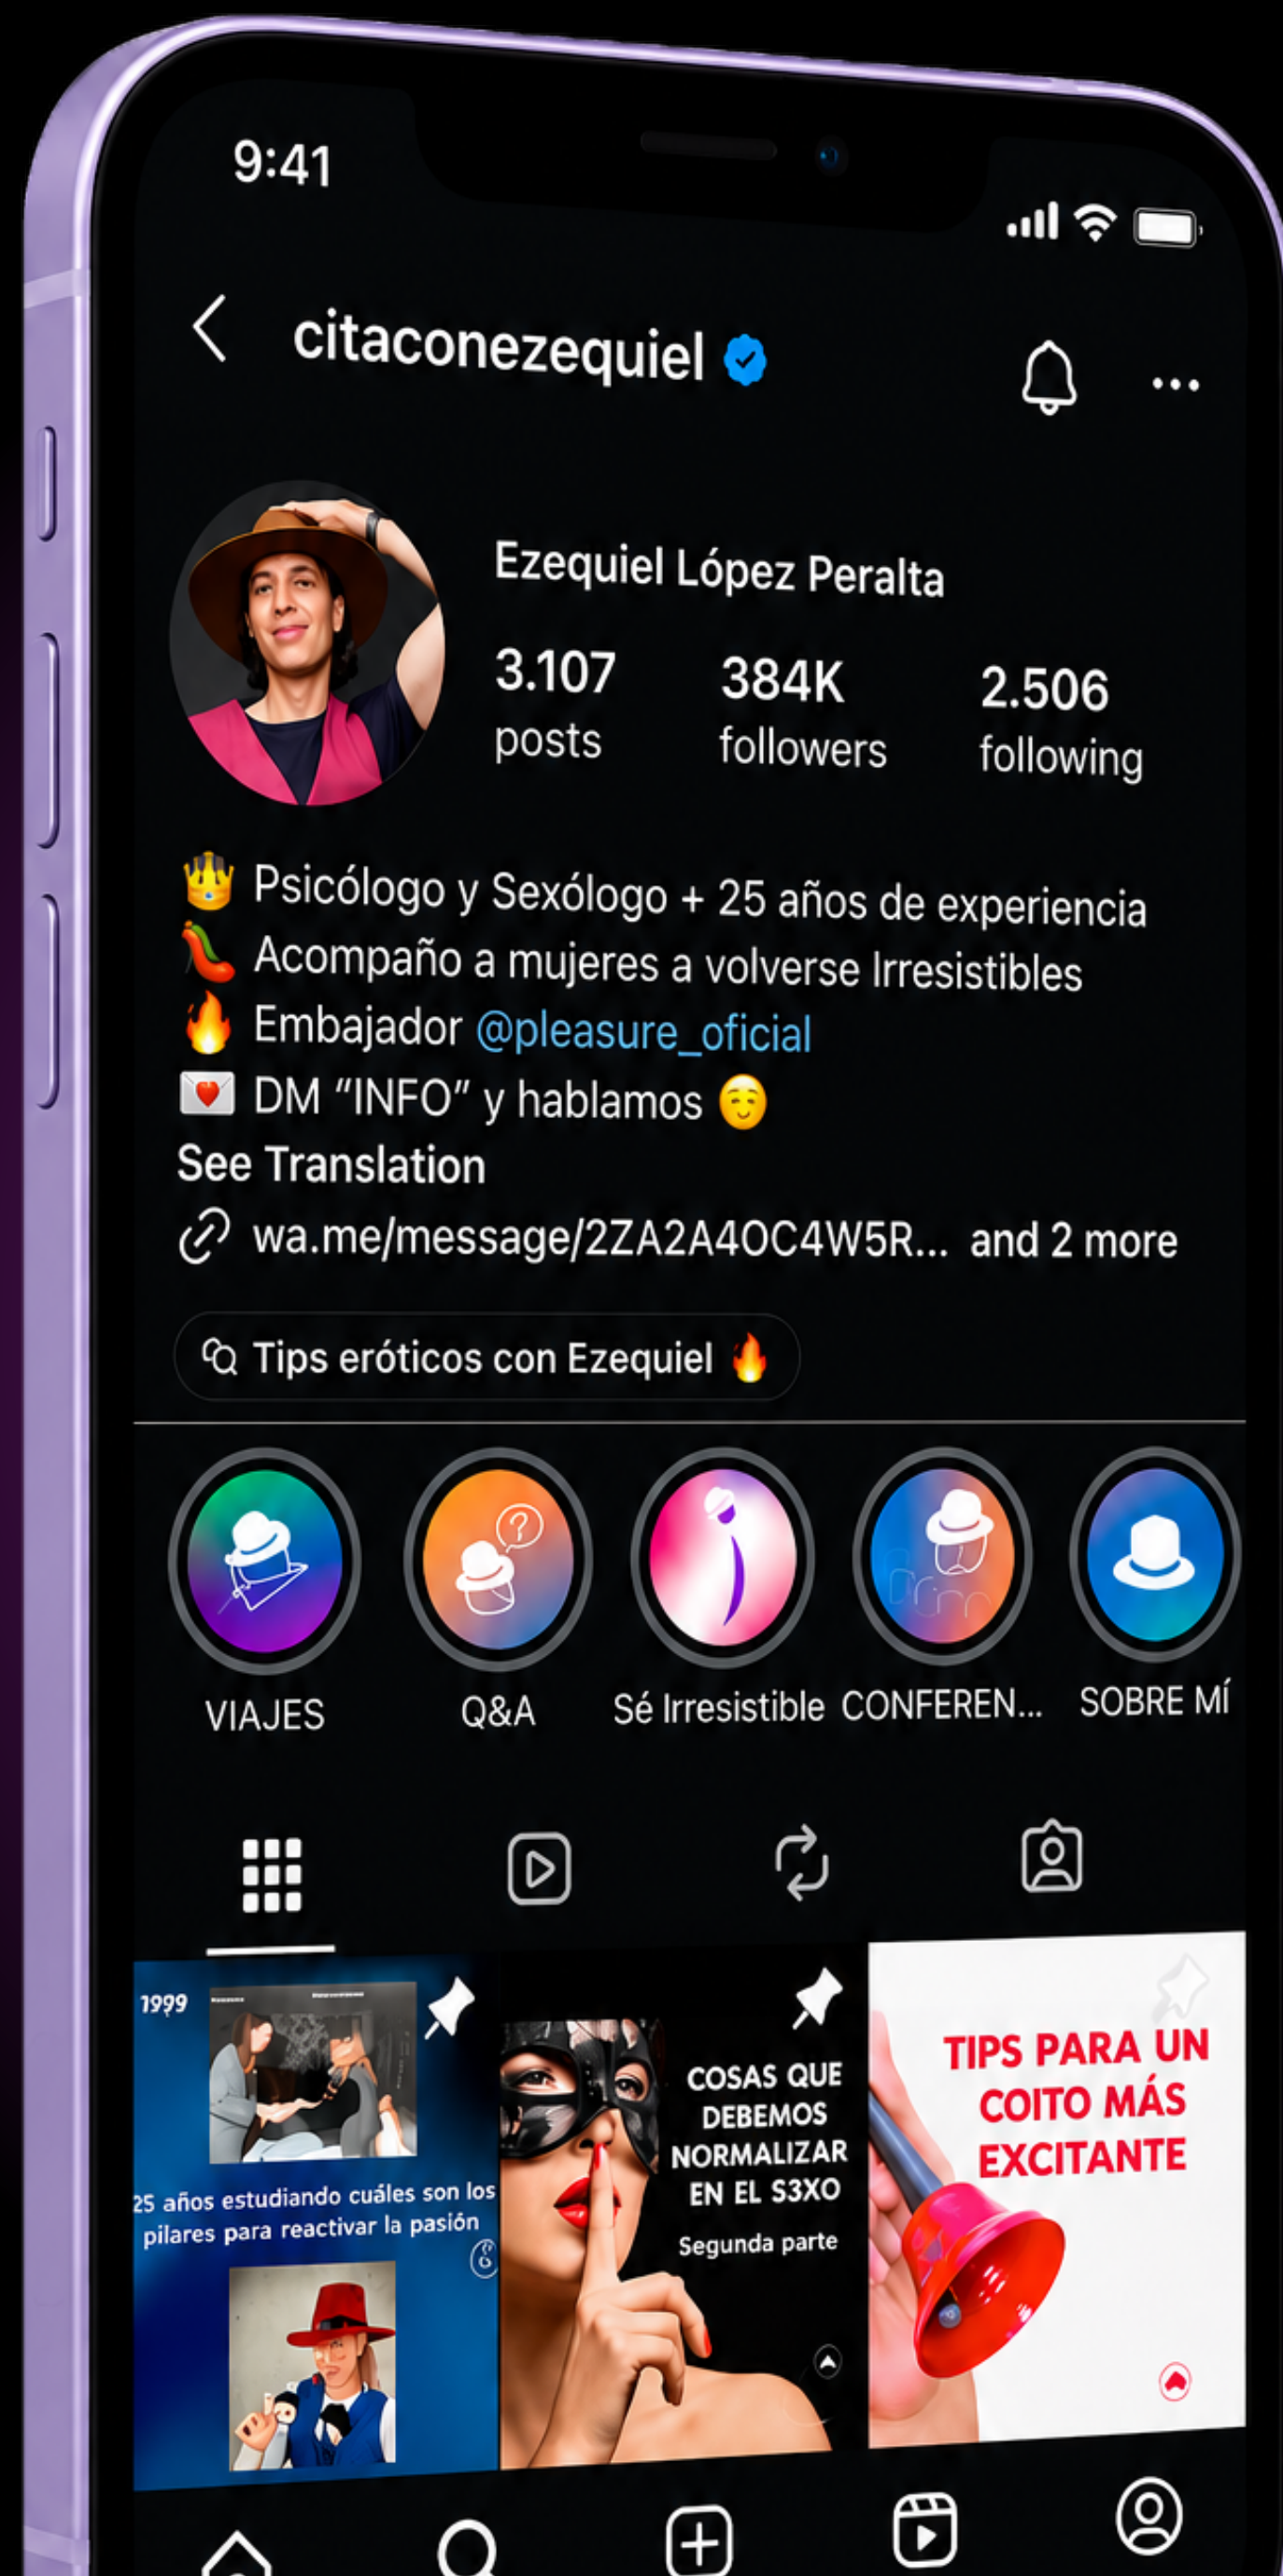 9:41
citaconezequiel
Ezequiel López Peralta
3.107 384K 2.506
posts followers following
Psicólogo y Sexólogo + 25 años de experiencia
Acompaño a mujeres a volverse Irresistibles
Embajador @pleasure_oficial
DM “INFO” y hablamos
See Translation
wa.me/message/2ZA2A4OC4W5R... and 2 more
Tips eróticos con Ezequiel
VIAJES Q&A Sé Irresistible CONFEREN... SOBRE MÍ
1999
25 años estudiando cuáles son los
pilares para reactivar la pasión
COSAS QUE
DEBEMOS
NORMALIZAR
EN EL S3XO
Segunda parte
TIPS PARA UN
COITO MÁS
EXCITANTE